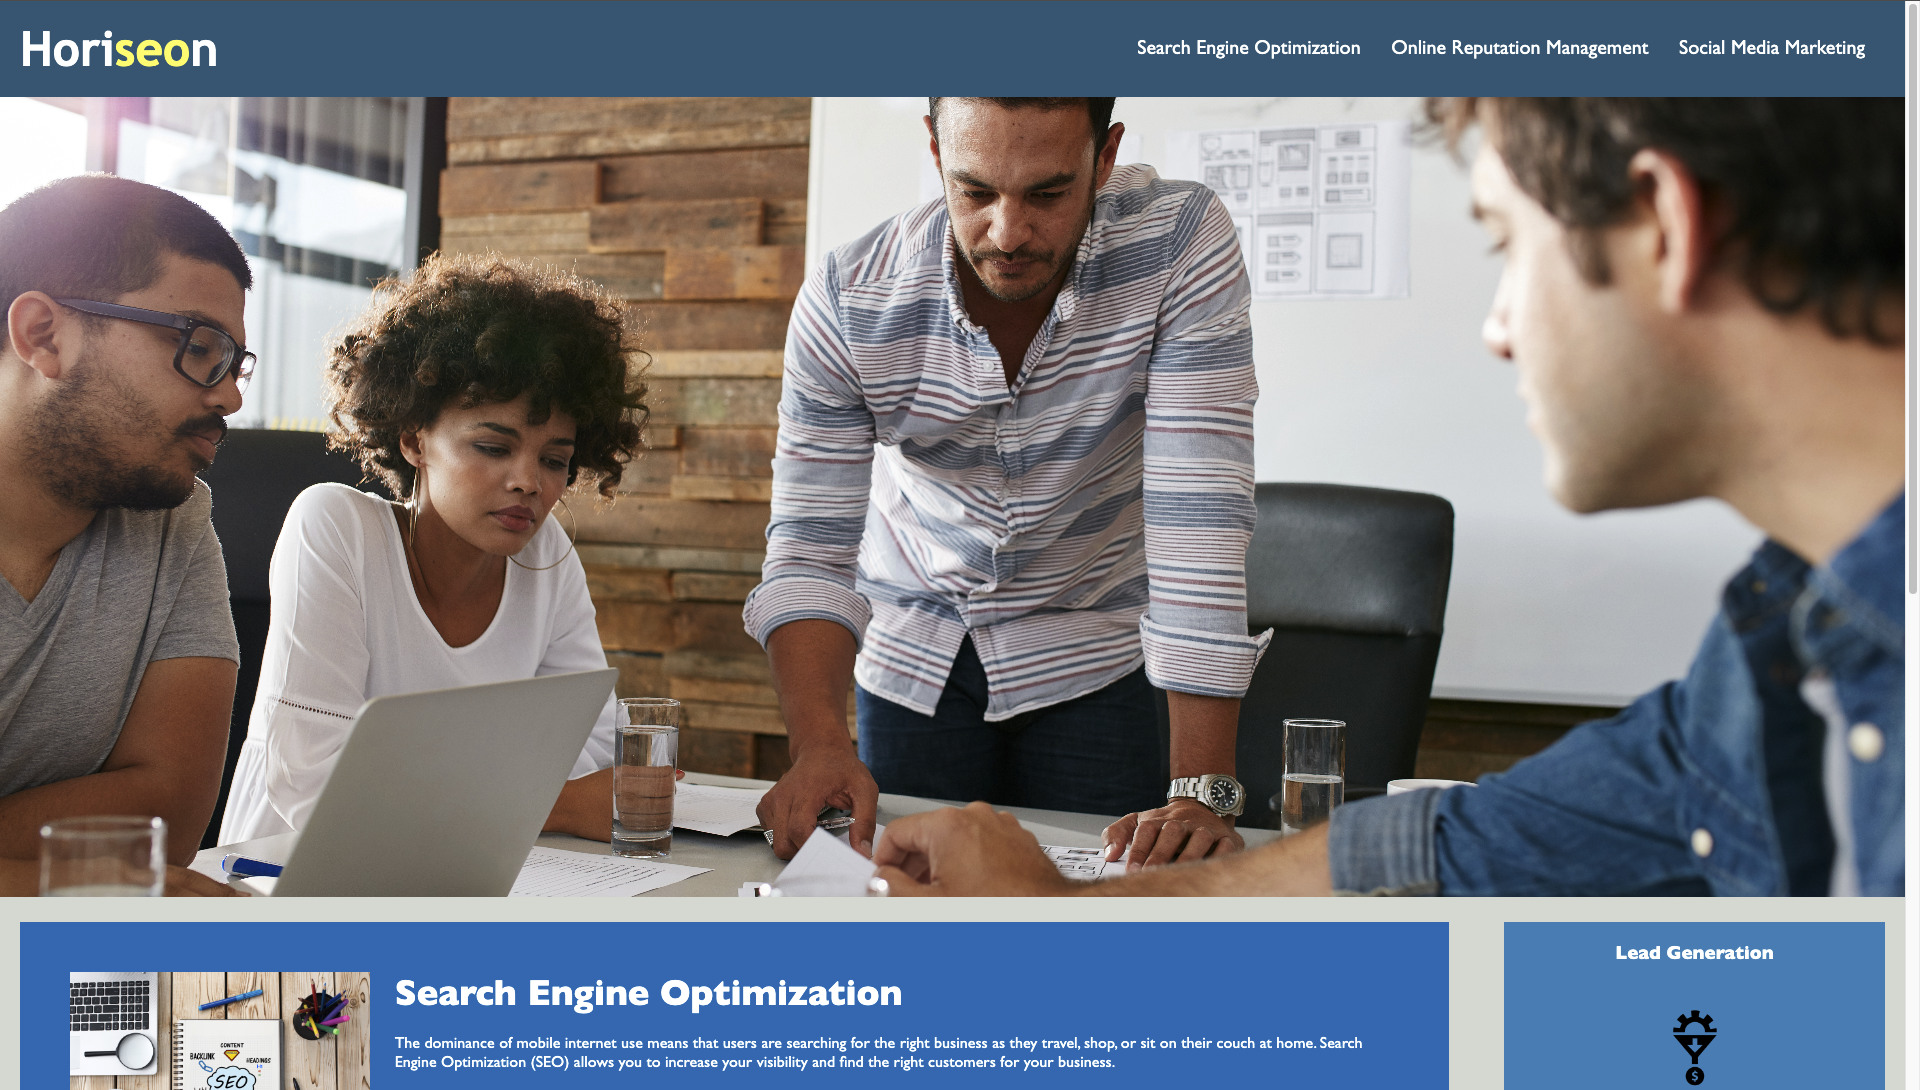 Horiseon
Search Engine Optimization
Online Reputation Management
Social Media Marketing
Search Engine Optimization
The dominance of mobile internet use means that users are searching for the right business as they travel, shop, or sit on their couch at home. Search
Engine Optimization (SEO) allows you to increase your visibility and find the right customers for your business.
CONTENT
BACKLINK
HEADINGS
SEO
Lead Generation
$